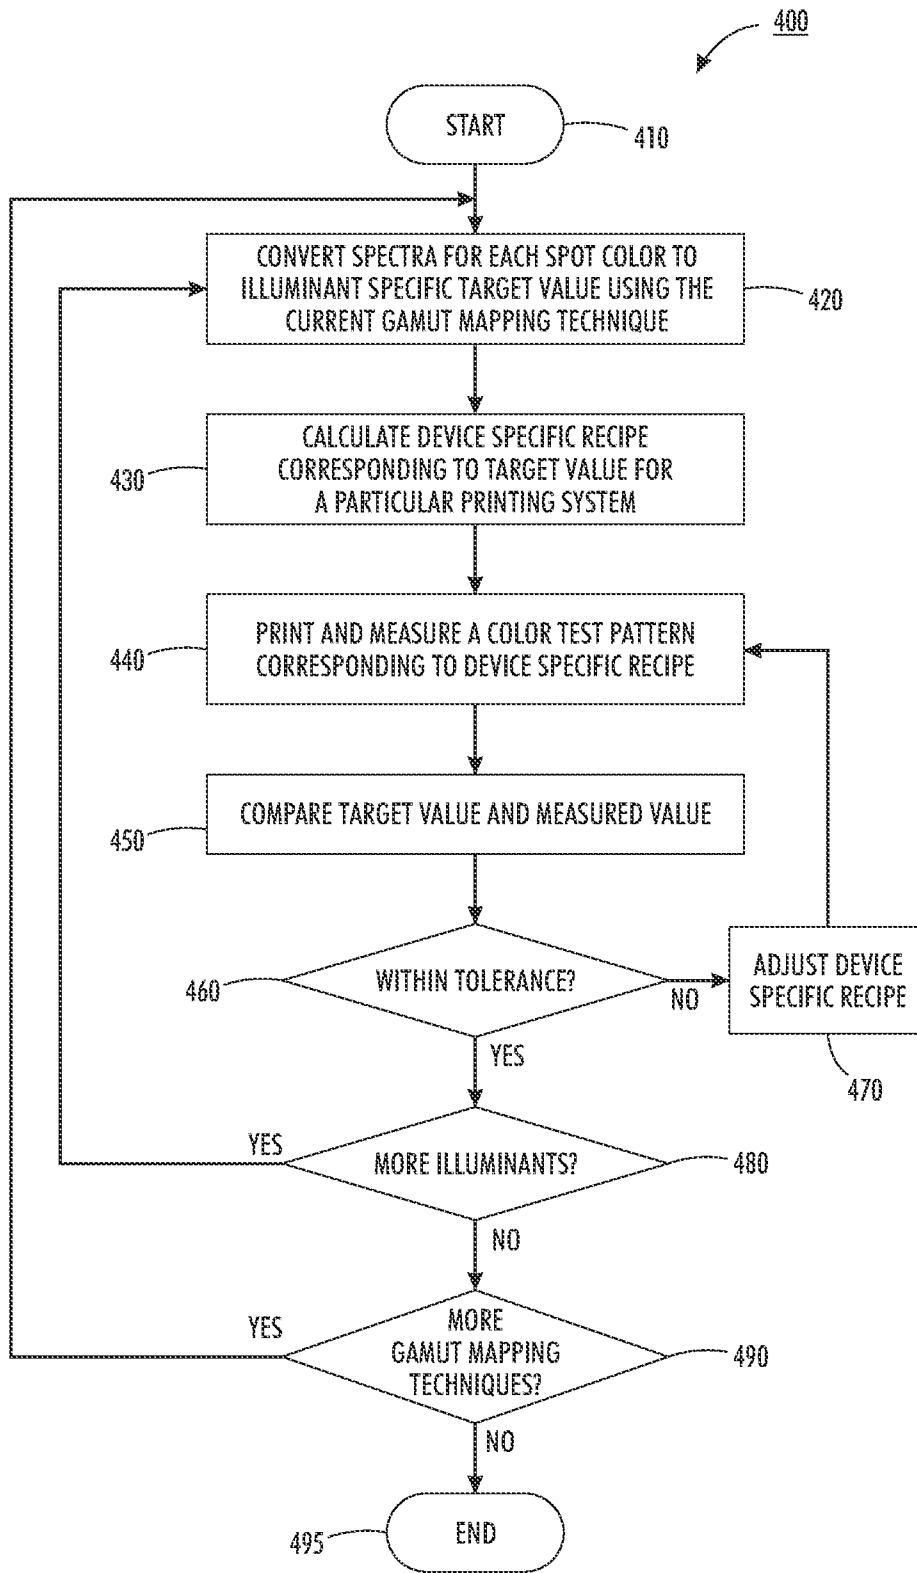 400
START
410
CONVERT SPECTRA FOR EACH SPOT COLOR TO
ILLUMINANT SPECIFIC TARGET VALUE USING THE
CURRENT GAMUT MAPPING TECHNIQUE
420
CALCULATE DEVICE SPECIFIC RECIPE
CORRESPONDING TO TARGET VALUE FOR
A PARTICULAR PRINTING SYSTEM
430
PRINT AND MEASURE A COLOR TEST PATTERN
CORRESPONDING TO DEVICE SPECIFIC RECIPE
440
COMPARE TARGET VALUE AND MEASURED VALUE
450
WITHIN TOLERANCE?
460
NO
ADJUST DEVICE
SPECIFIC RECIPE
470
YES
YES
MORE ILLUMINANTS?
480
NO
YES
MORE
GAMUT MAPPING
TECHNIQUES?
490
NO
END
495